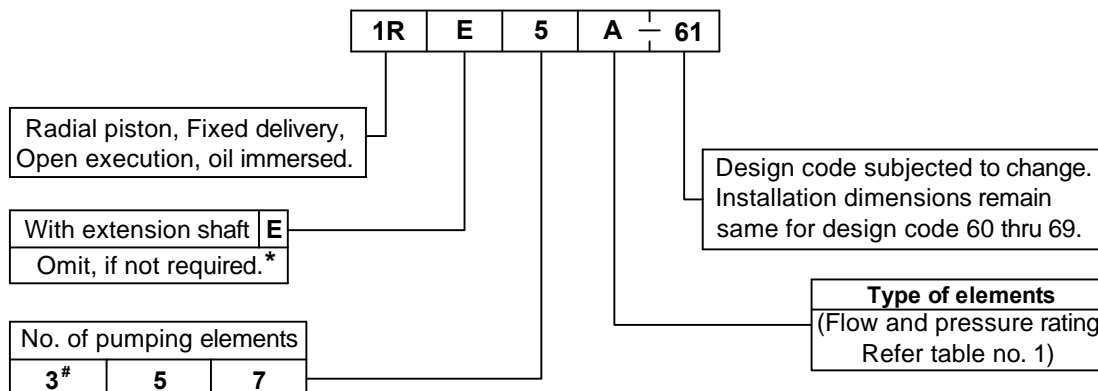 1R E 5 A – 61
Radial piston, Fixed delivery,
Open execution, oil immersed.
With extension shaft E
Omit, if not required.*
No. of pumping elements
3# 5 7
Design code subjected to change.
Installation dimensions remain
same for design code 60 thru 69.
Type of elements
(Flow and pressure rating
Refer table no. 1)